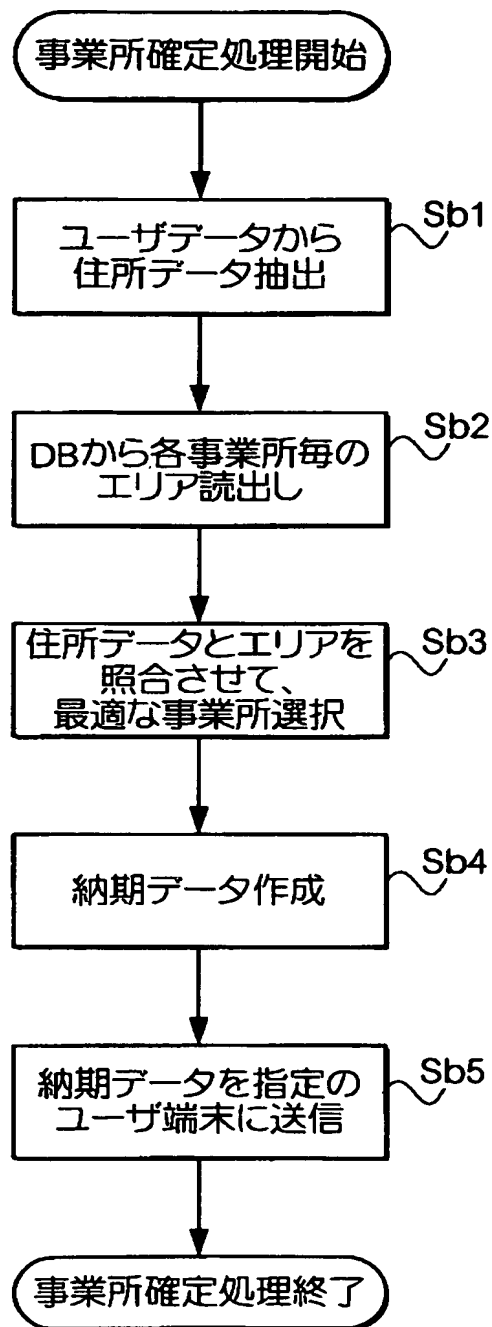 事業所確定処理開始
Sb1
ユーザデータから
住所データ抽出
Sb2
DBから各事業所毎の
エリア読出し
Sb3
住所データとエリアを
照合させて、
最適な事業所選択
Sb4
納期データ作成
Sb5
納期データを指定の
ユーザ端末に送信
事業所確定処理終了